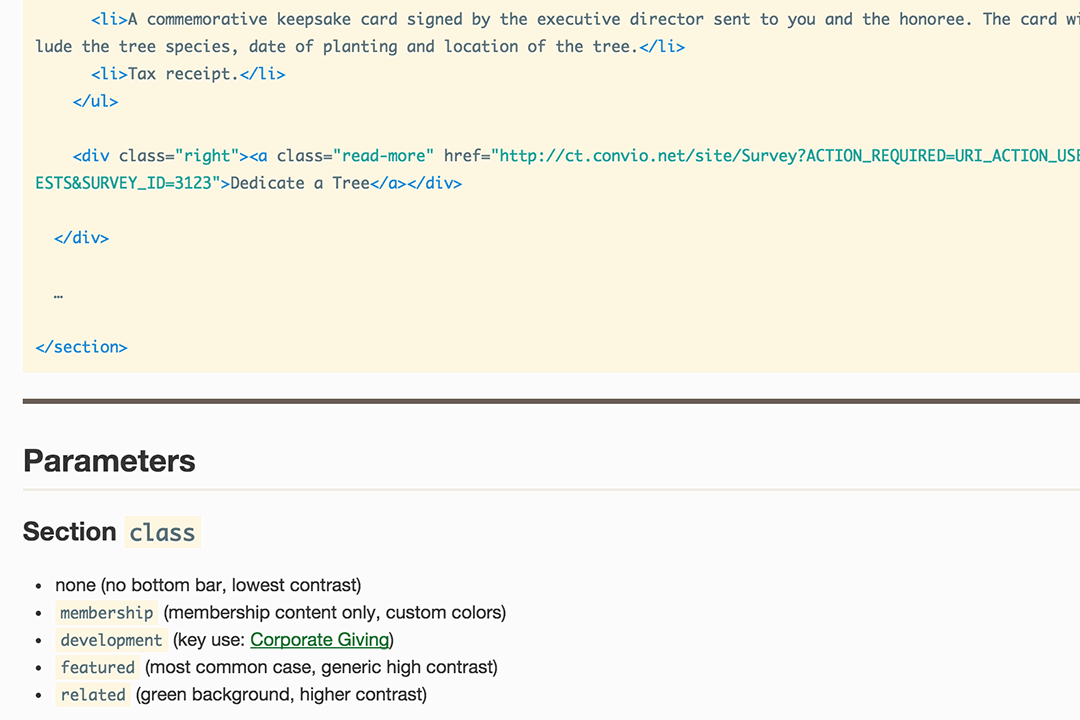 <li>A commemorative keepsake card signed by the executive director sent to you and the honoree. The card wi
lude the tree species, date of planting and location of the tree.</li>
<li>Tax receipt.</li>
</ul>
<div class="right"><a class="read-more" href="http://ct.convio.net/site/Survey?ACTION_REQUIRED=URI_ACTION_USE
ESTS&SURVEY_ID=3123">Dedicate a Tree</a></div>
</div>
…
</section>
Parameters
Section class
• none (no bottom bar, lowest contrast)
• membership (membership content only, custom colors)
• development (key use: Corporate Giving)
• featured (most common case, generic high contrast)
• related (green background, higher contrast)